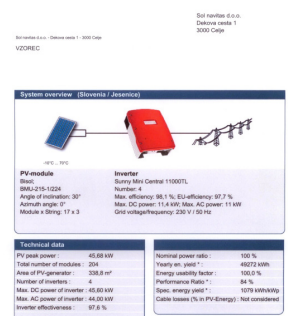 Sol navitas d.o.o.
Dekova cesta 1
3000 Celje
Sol navitas d.o.o. - Dekova cesta 1 - 3000 Celje
VZOREC
System overview (Slovenia / Jesenice)
-10°C ... 70°C
PV-module
Bisol,
BMU-215-1/224
Angle of inclination: 30°
Azimuth angle: 0°
Module x String: 17 x 3
Inverter
Sunny Mini Central 11000TL
Number: 4
Max. efficiency: 98,1 %; EU-efficiency: 97,7 %
Max. DC power: 11,4 kW; Max. AC power: 11 kW
Grid voltage/frequency: 230 V / 50 Hz
Technical data
PV peak power : 45,68 kW
Total number of modules : 204
Area of PV-generator : 338,8 m²
Number of inverters : 4
Max. DC power of inverter : 45,60 kW
Max. AC power of inverter : 44,00 kW
Inverter effectiveness : 97,6 %
Nominal power ratio : 100 %
Yearly en. yield * : 49272 kWh
Energy usability factor : 100,0 %
Performance Ratio * : 84 %
Spec. energy yield * : 1079 kWh/kWp
Cable losses (% in PV-Energy) : Not considered